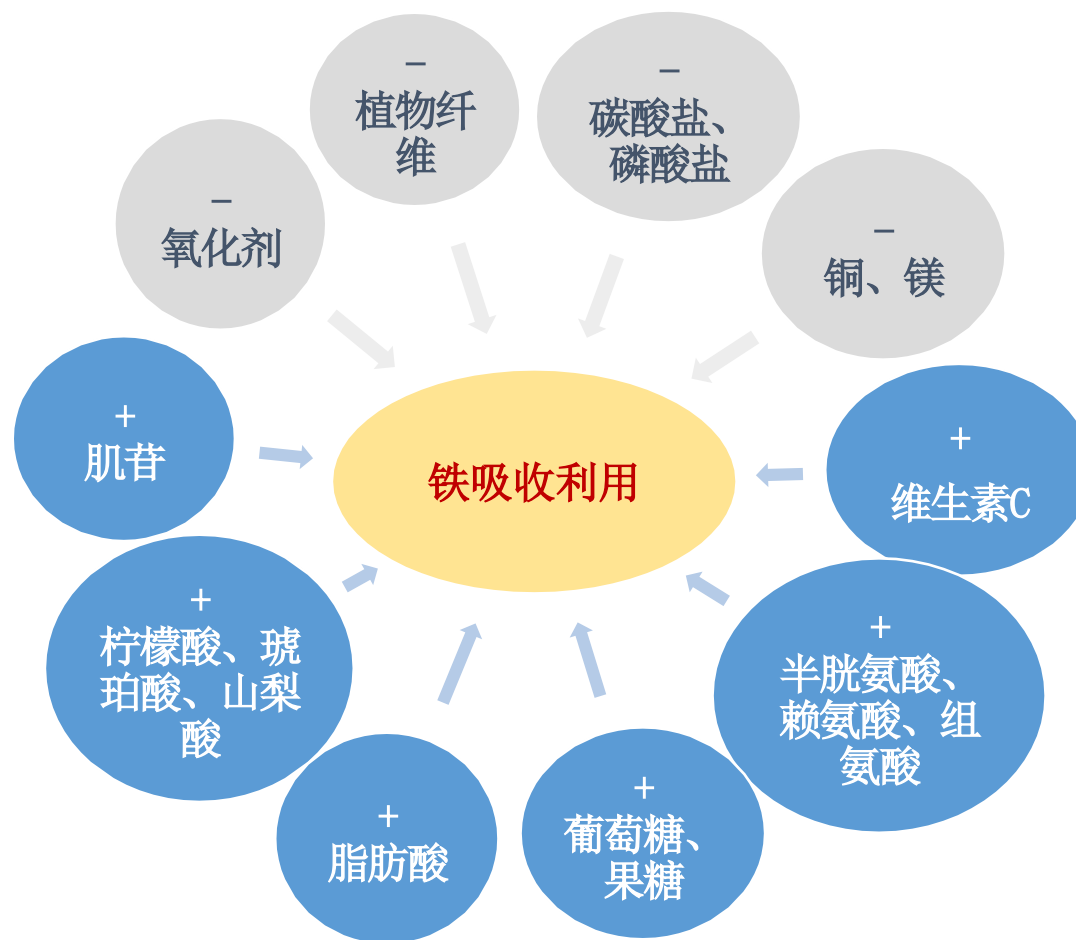 −
植物纤
维
−
碳酸盐、
磷酸盐
−
氧化剂
−
铜、镁
+
肌苷
铁吸收利用
+
维生素C
+
柠檬酸、琥
珀酸、山梨
酸
+
半胱氨酸、
赖氨酸、组
氨酸
+
脂肪酸
+
葡萄糖、
果糖